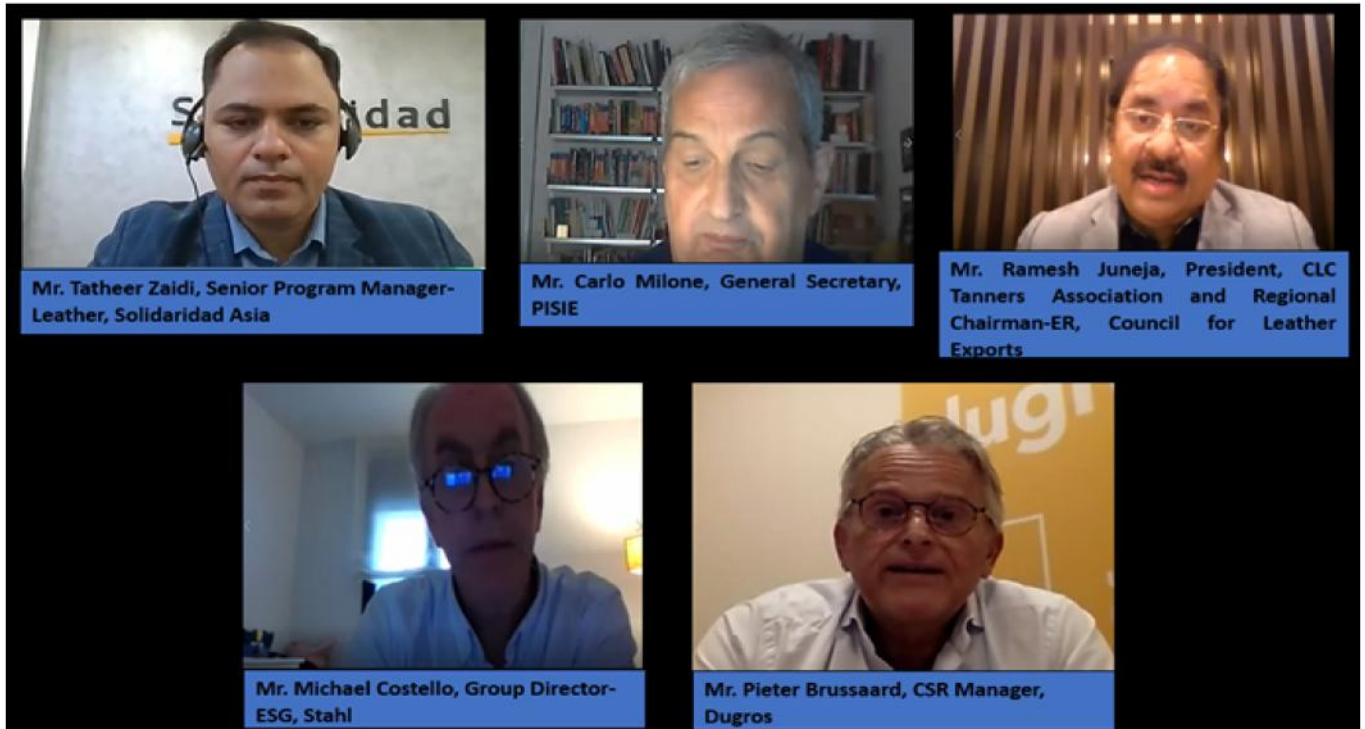 S idad
Mr. Tatheer Zaidi, Senior Program Manager-
Leather, Solidaridad Asia
Mr. Carlo Milone, General Secretary,
PISIE
Mr. Ramesh Juneja, President, CLC
Tanners Association and Regional
Chairman-ER, Council for Leather
Exports
dugr
Mr. Michael Costello, Group Director-
ESG, Stahl
Mr. Pieter Brussaard, CSR Manager,
Dugros